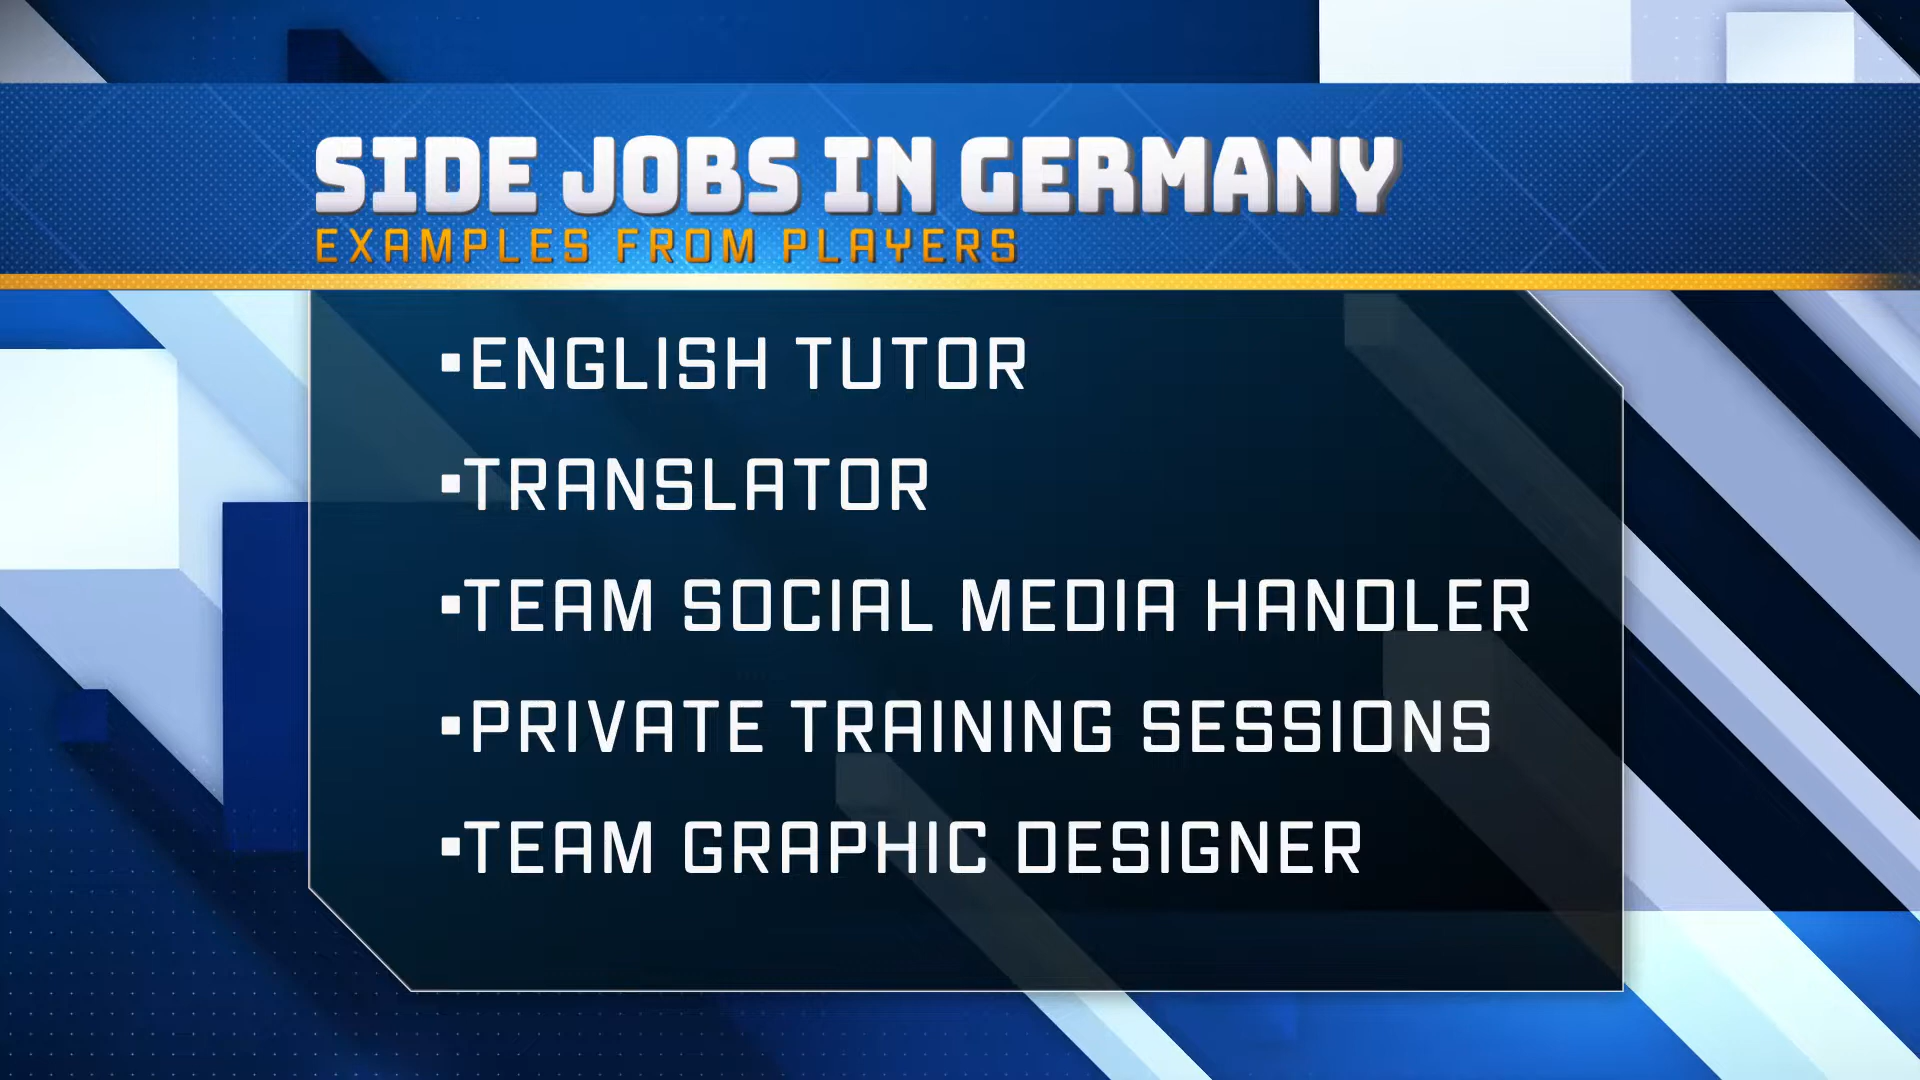 SIDE JOBS IN GERMANY
EXAMPLES FROM PLAYERS
▪ENGLISH TUTOR
▪TRANSLATOR
▪TEAM SOCIAL MEDIA HANDLER
▪PRIVATE TRAINING SESSIONS
▪TEAM GRAPHIC DESIGNER